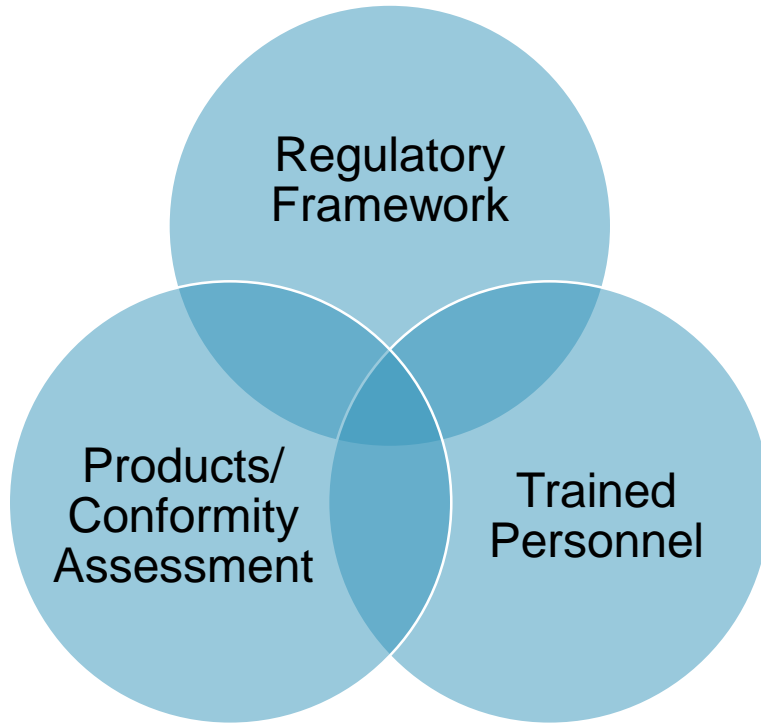 Regulatory
Framework
Products/
Conformity
Assessment
Trained
Personnel